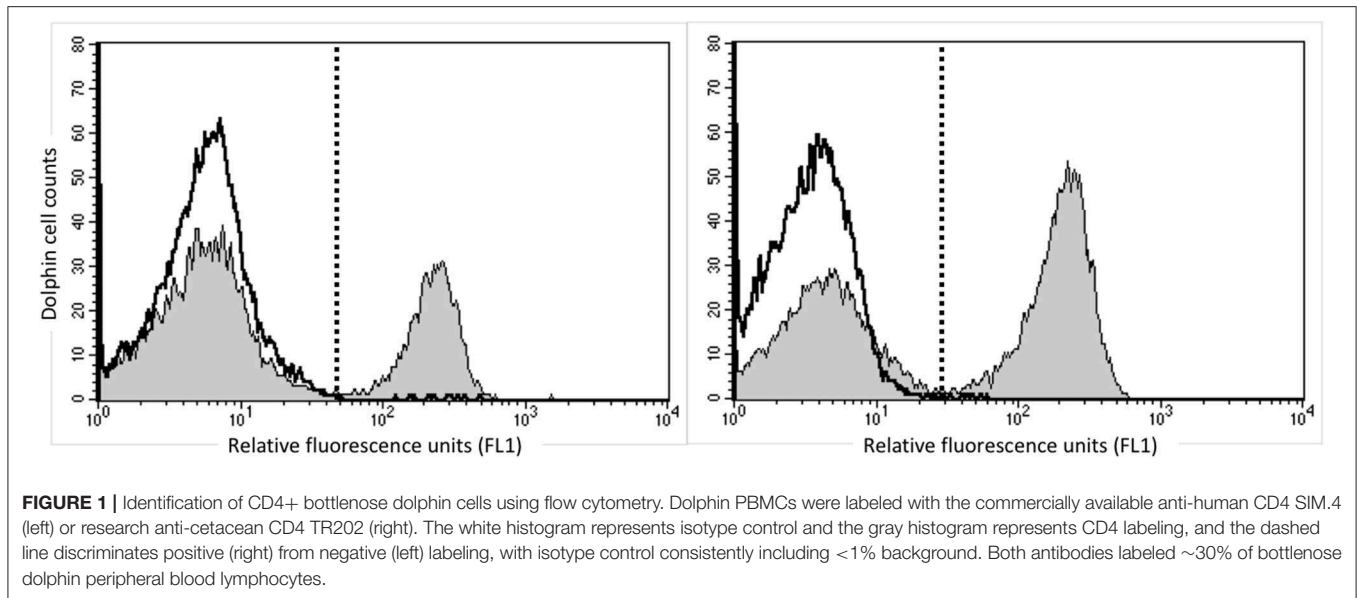 80
70
60
50
40
30
20
10
0
Dolphin cell counts
10^0 10^1 10^2 10^3 10^4
Relative fluorescence units (FL1)
80
70
60
50
40
30
20
10
0
10^0 10^1 10^2 10^3 10^4
Relative fluorescence units (FL1)
FIGURE 1 | Identification of CD4+ bottlenose dolphin cells using flow cytometry. Dolphin PBMCs were labeled with the commercially available anti-human CD4 SIM.4
(left) or research anti-cetacean CD4 TR202 (right). The white histogram represents isotype control and the gray histogram represents CD4 labeling, and the dashed
line discriminates positive (right) from negative (left) labeling, with isotype control consistently including <1% background. Both antibodies labeled ~30% of bottlenose
dolphin peripheral blood lymphocytes.